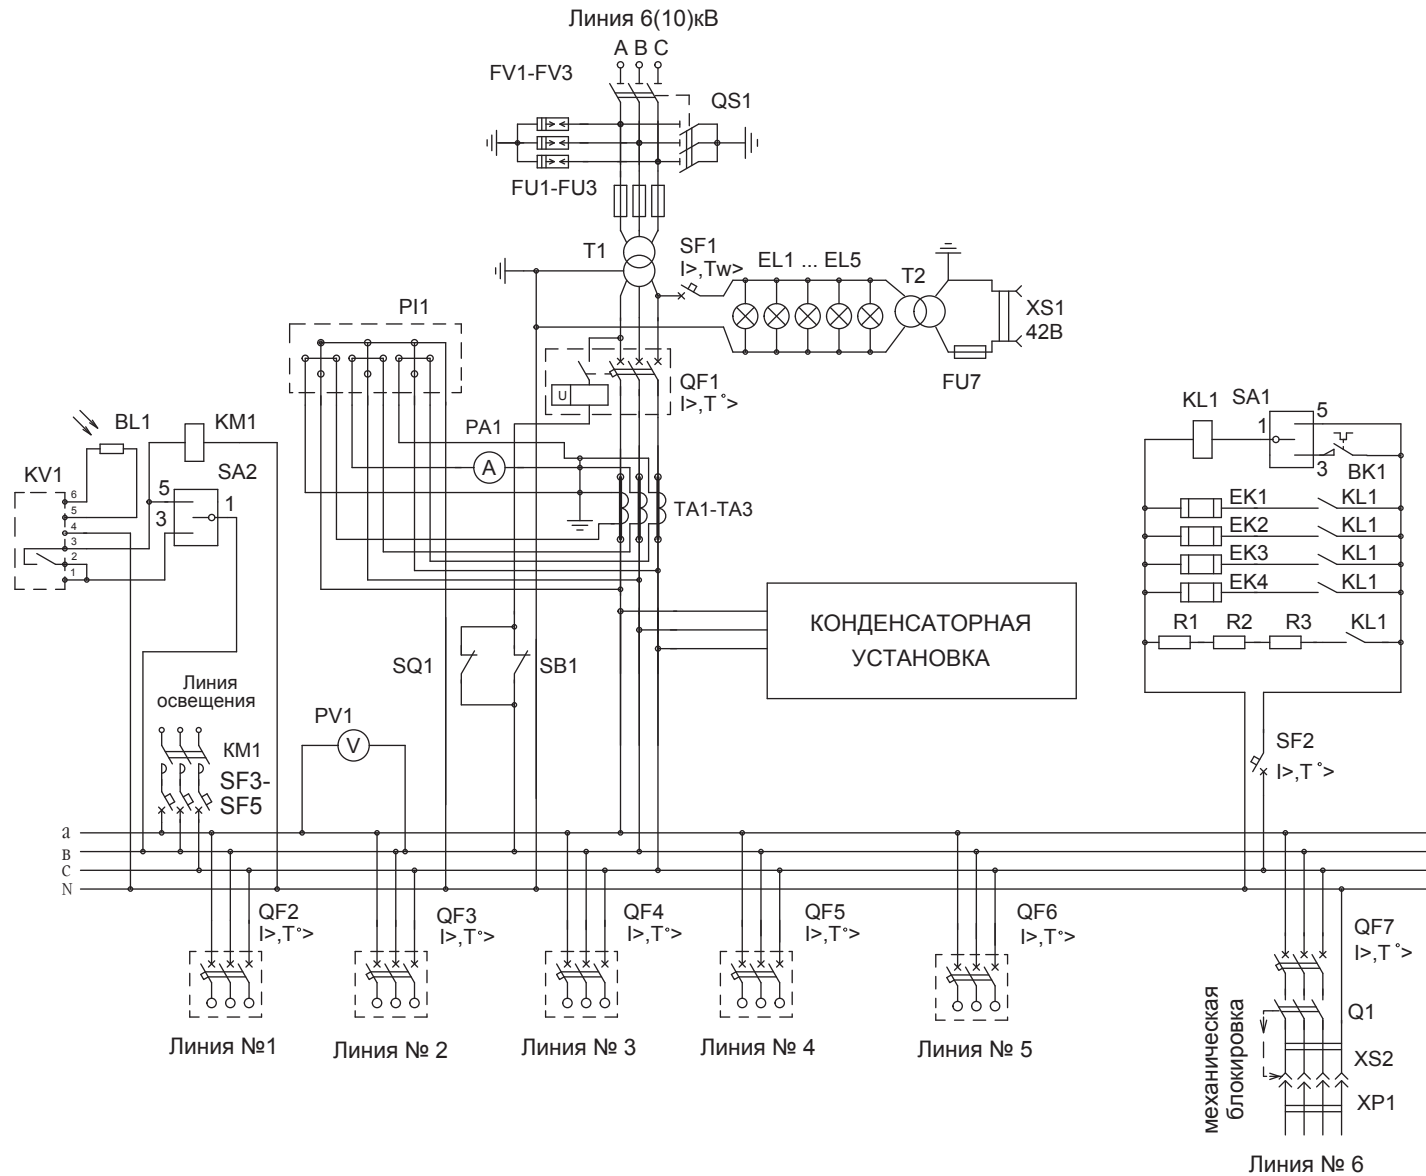 Линия 6(10)кВ
A B C
FV1-FV3
QS1
FU1-FU3
T1
SF1
I>,Tw>
EL1 ... EL5
T2
XS1
42В
FU7
PI1
U
QF1
I>,T°>
PA1
A
TA1-TA3
BL1
KM1
KV1
SA2
6
5
4
3
2
1
5
3
1
KL1
SA1
5
1
3
BK1
EK1
KL1
EK2
KL1
EK3
KL1
EK4
KL1
R1
R2
R3
KL1
КОНДЕНСАТОРНАЯ
УСТАНОВКА
SQ1
SB1
Линия
освещения
KM1
SF3-
SF5
PV1
V
SF2
I>,T°>
a
B
C
N
QF2
I>,T°>
QF3
I>,T°>
QF4
I>,T°>
QF5
I>,T°>
QF6
I>,T°>
QF7
I>,T°>
Линия №1
Линия № 2
Линия № 3
Линия № 4
Линия № 5
механическая
блокировка
Q1
XS2
XP1
Линия № 6